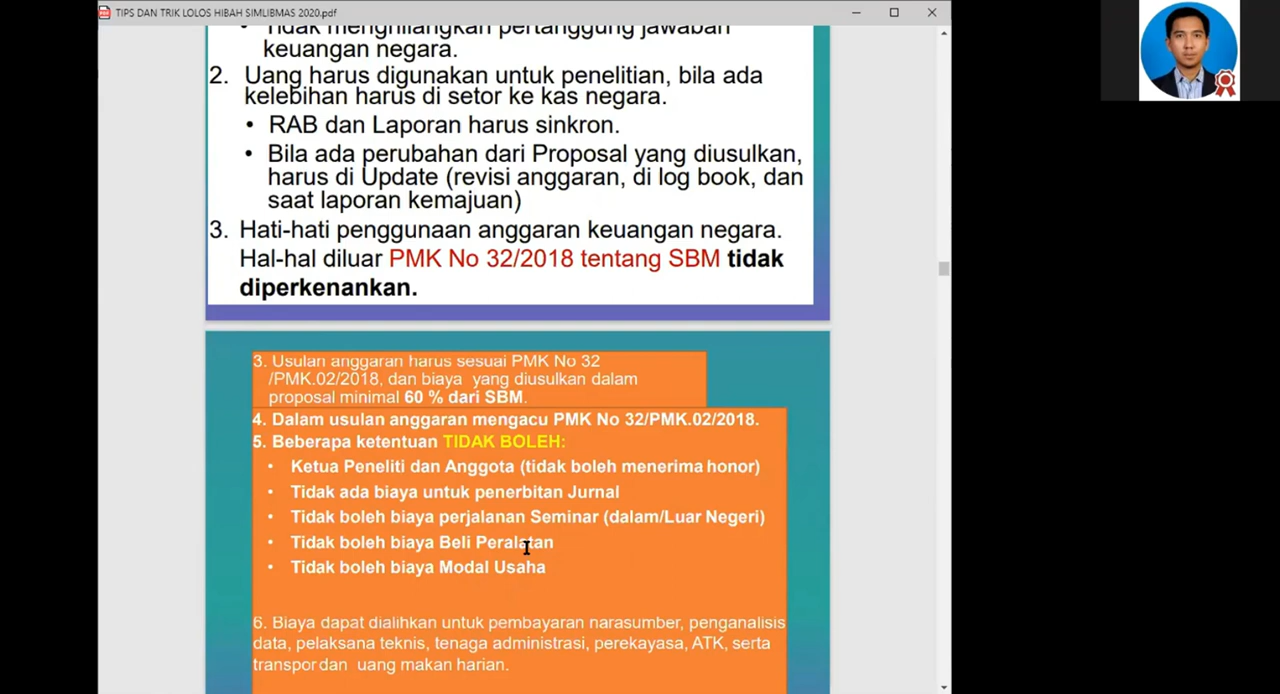 TIPS DAN TRIK LOLOS HIBAH SIMLIBMAS 2020.pdf
• Tidak menghilangkan pertanggung jawaban
keuangan negara.
2. Uang harus digunakan untuk penelitian, bila ada
kelebihan harus di setor ke kas negara.
• RAB dan Laporan harus sinkron.
• Bila ada perubahan dari Proposal yang diusulkan,
harus di Update (revisi anggaran, di log book, dan
saat laporan kemajuan)
3. Hati-hati penggunaan anggaran keuangan negara.
Hal-hal diluar PMK No 32/2018 tentang SBM tidak
diperkenankan.
3. Usulan anggaran harus sesuai PMK No 32
/PMK.02/2018, dan biaya yang diusulkan dalam
proposal minimal 60 % dari SBM.
4. Dalam usulan anggaran mengacu PMK No 32/PMK.02/2018.
5. Beberapa ketentuan TIDAK BOLEH:
• Ketua Peneliti dan Anggota (tidak boleh menerima honor)
• Tidak ada biaya untuk penerbitan Jurnal
• Tidak boleh biaya perjalanan Seminar (dalam/Luar Negeri)
• Tidak boleh biaya Beli Peralatan
• Tidak boleh biaya Modal Usaha
6. Biaya dapat dialihkan untuk pembayaran narasumber, penganalisis
data, pelaksana teknis, tenaga administrasi, perekayasa, ATK, serta
transpor dan uang makan harian.